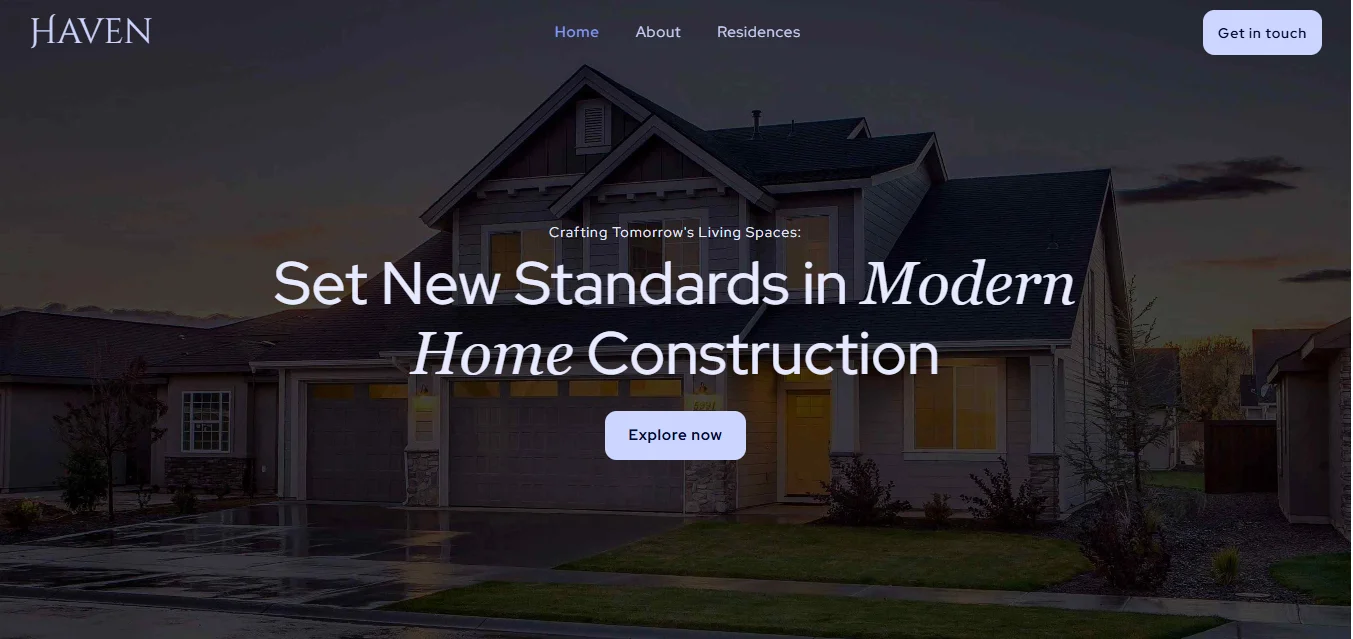 HAVEN
Home
About
Residences
Get in touch
Crafting Tomorrow's Living Spaces:
Set New Standards in Modern
Home Construction
Explore now